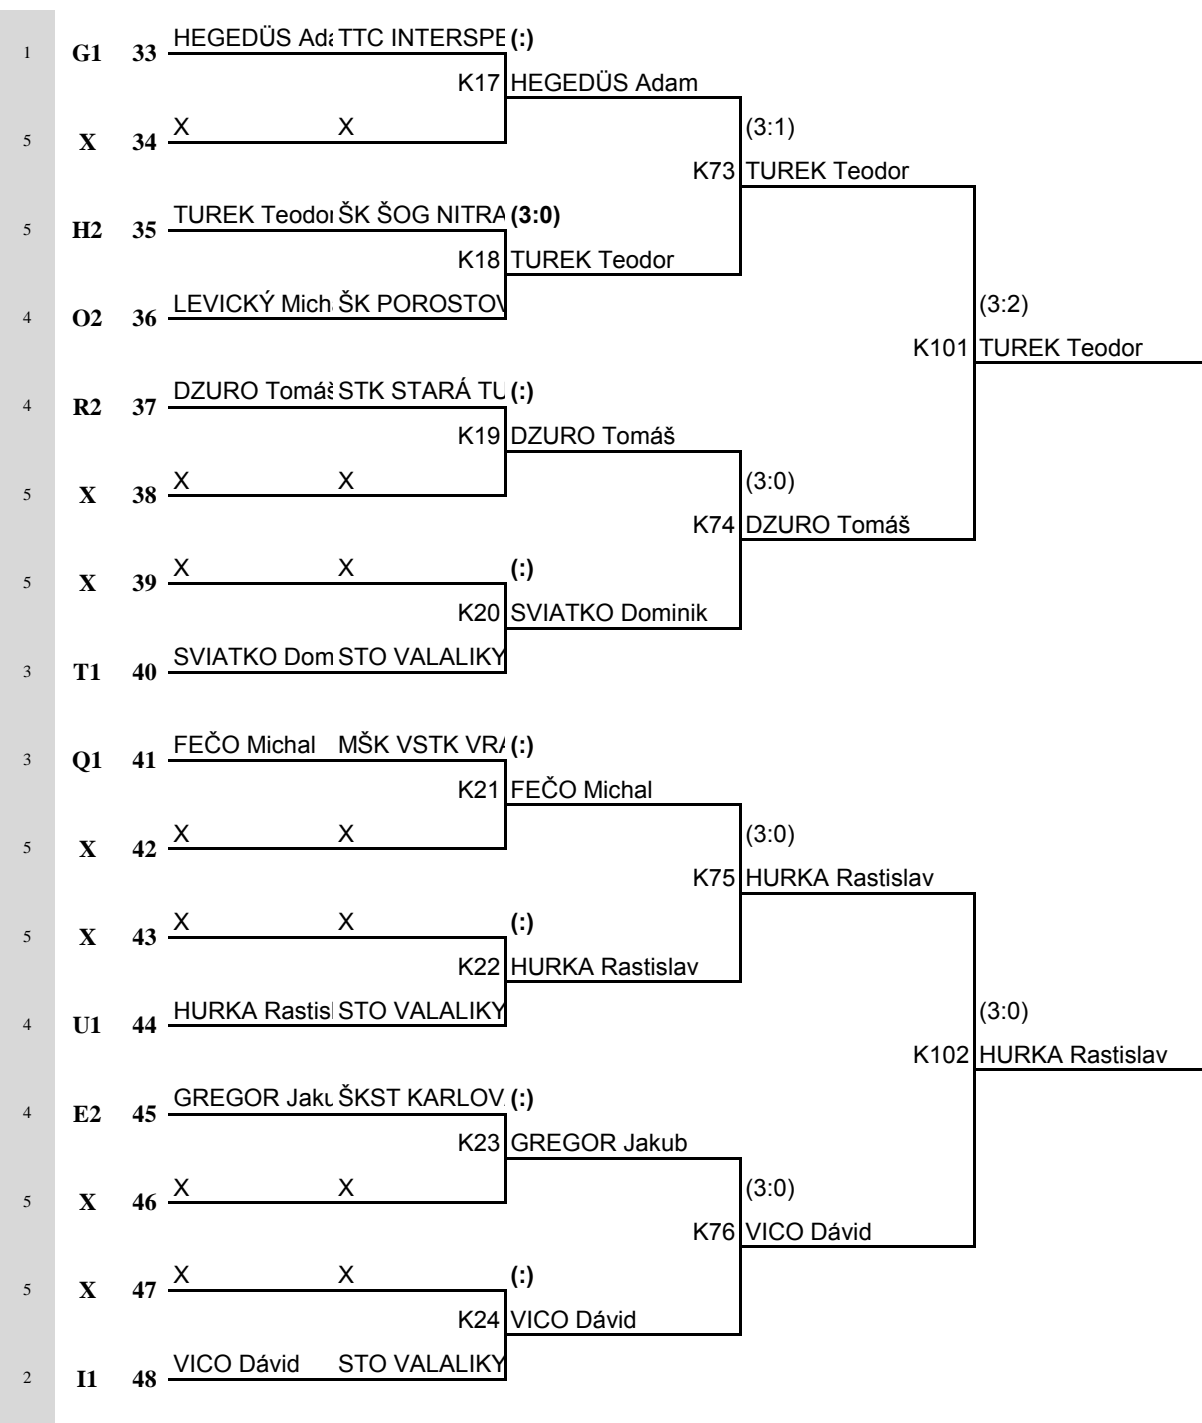 1 G1 33 HEGEDÜS Ada TTC INTERSPE (:)
K17 HEGEDÜS Adam
5 X 34 X X (3:1)
K73 TUREK Teodor
5 H2 35 TUREK Teodor ŠK ŠOG NITRA (3:0)
K18 TUREK Teodor
4 O2 36 LEVICKÝ Mich ŠK POROSTOV (3:2)
K101 TUREK Teodor
4 R2 37 DZURO Tomáš STK STARÁ TU (:)
K19 DZURO Tomáš
5 X 38 X X (3:0)
K74 DZURO Tomáš
5 X 39 X X (:)
K20 SVIATKO Dominik
3 T1 40 SVIATKO Dom STO VALALIKY
3 Q1 41 FEČO Michal MŠK VSTK VRA (:)
K21 FEČO Michal
5 X 42 X X (3:0)
K75 HURKA Rastislav
5 X 43 X X (:)
K22 HURKA Rastislav
4 U1 44 HURKA Rastisl STO VALALIKY (3:0)
K102 HURKA Rastislav
4 E2 45 GREGOR Jaku ŠKST KARLOV (:)
K23 GREGOR Jakub
5 X 46 X X (3:0)
K76 VICO Dávid
5 X 47 X X (:)
K24 VICO Dávid
2 I1 48 VICO Dávid STO VALALIKY